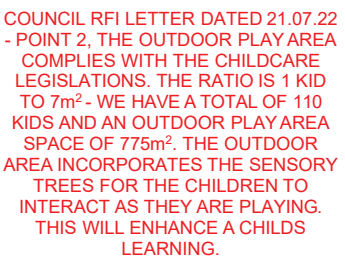 COUNCIL RFI LETTER DATED 21.07.22
- POINT 2, THE OUTDOOR PLAY AREA
COMPLIES WITH THE CHILDCARE
LEGISLATIONS. THE RATIO IS 1 KID
TO 7m² - WE HAVE A TOTAL OF 110
KIDS AND AN OUTDOOR PLAY AREA
SPACE OF 775m². THE OUTDOOR
AREA INCORPORATES THE SENSORY
TREES FOR THE CHILDREN TO
INTERACT AS THEY ARE PLAYING.
THIS WILL ENHANCE A CHILDS
LEARNING.